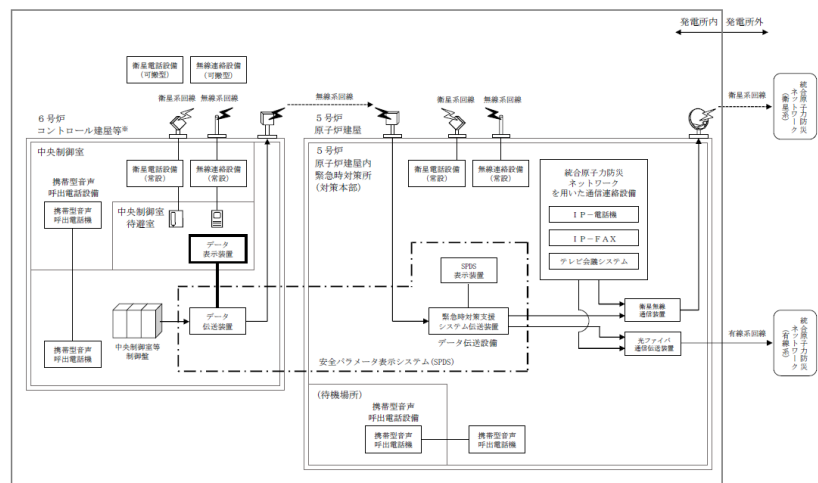 発電所内
発電所外
衛星電話設備
(可搬型)
無線連絡設備
(可搬型)
衛星系回線
無線系回線
無線系回線
衛星系回線
無線系回線
衛星系回線
統合原子力防災
ネットワーク
(衛星系)
6号炉
コントロール建屋等※
5号炉
原子炉建屋
中央制御室
衛星電話設備
(常設)
無線連絡設備
(常設)
携帯型音声
呼出電話設備
携帯型音声
呼出電話機
中央制御室
待避室
データ
表示装置
5号炉
原子炉建屋内
緊急時対策所
(対策本部)
衛星電話設備
(常設)
無線連絡設備
(常設)
統合原子力防災
ネットワーク
を用いた通信連絡設備
IP-電話機
IP-FAX
テレビ会議システム
SPDS
表示装置
データ
伝送装置
緊急時対策支援
システム伝送装置
データ伝送設備
衛星無線
通信装置
光ファイバ
通信伝送装置
有線系回線
統合原子力防災
ネットワーク
(有線系)
携帯型音声
呼出電話機
中央制御室等
制御盤
安全パラメータ表示システム(SPDS)
(待機場所)
携帯型音声
呼出電話設備
携帯型音声
呼出電話機
携帯型音声
呼出電話機